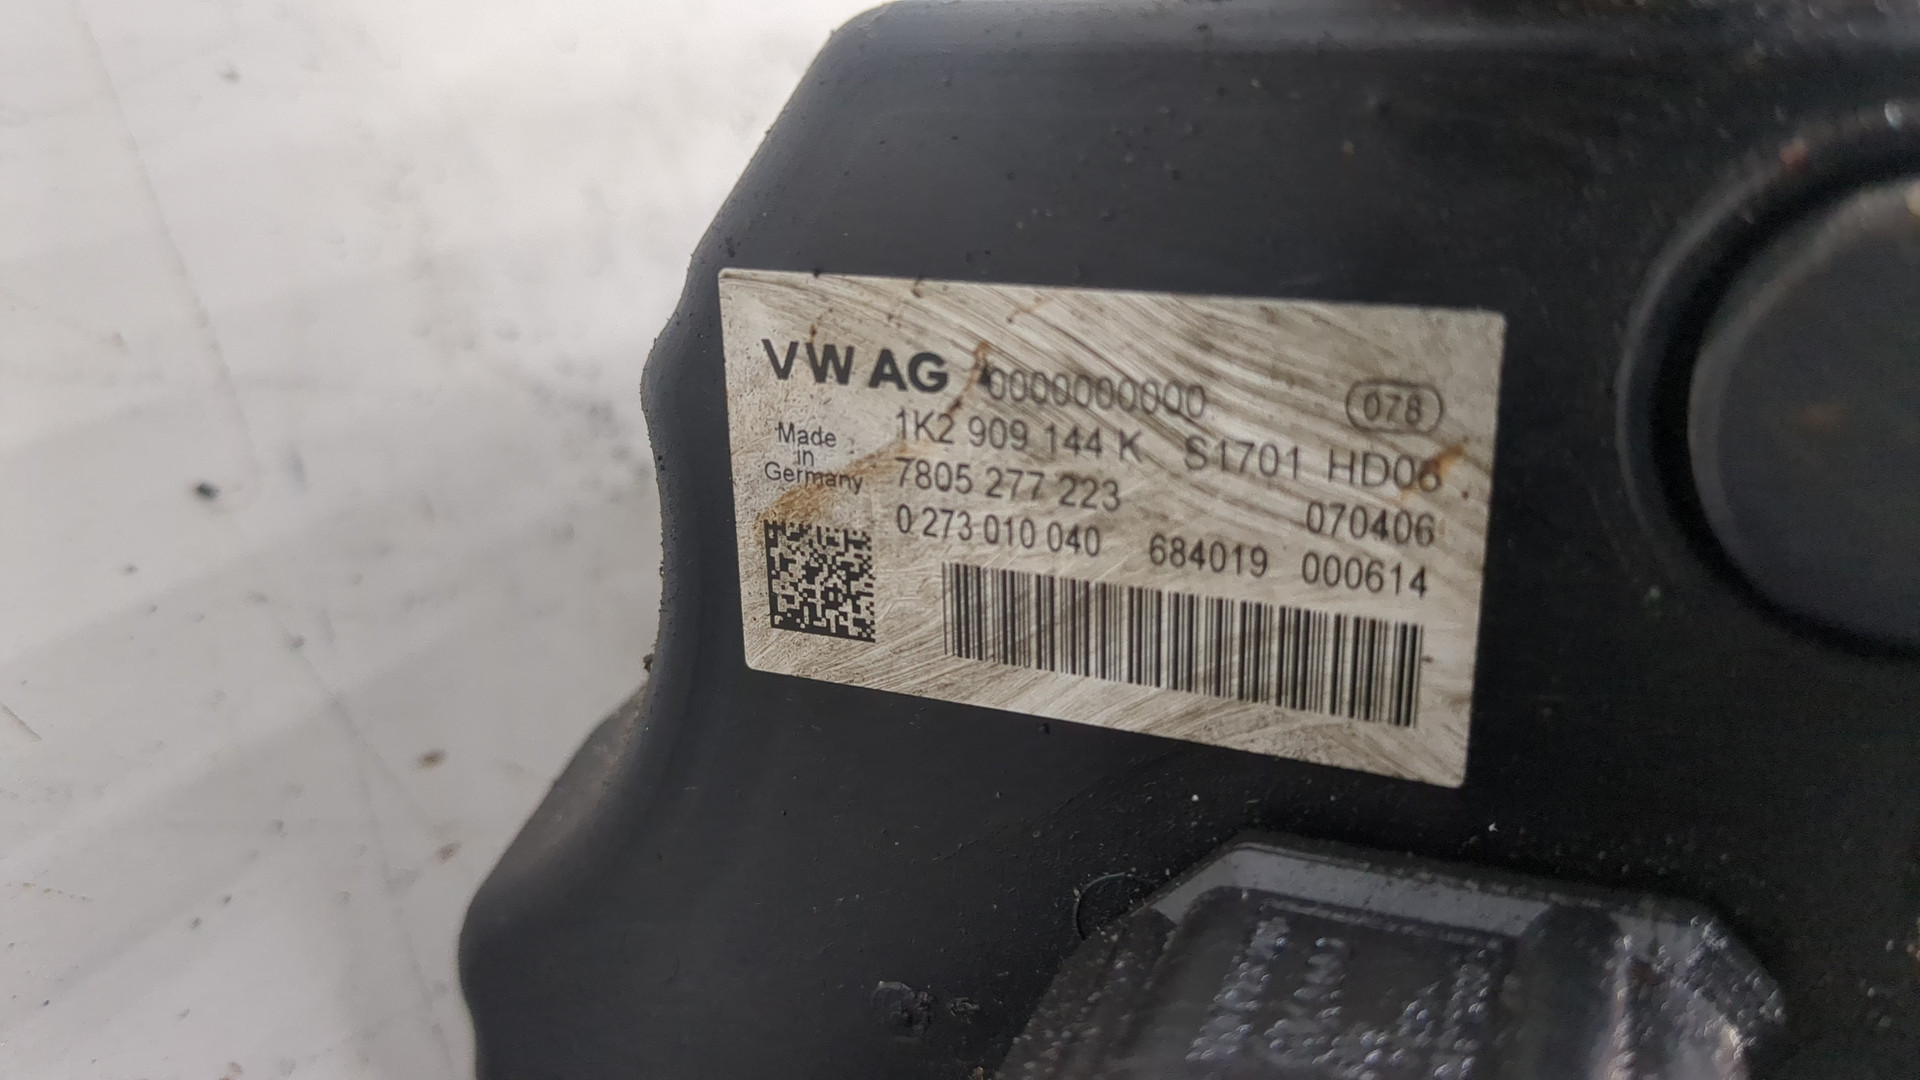 VW AG 0000000000 078
1K2 909 144 K S1701 HD08
Made in Germany
7805 277 223 070406
0 273 010 040 684019 000614